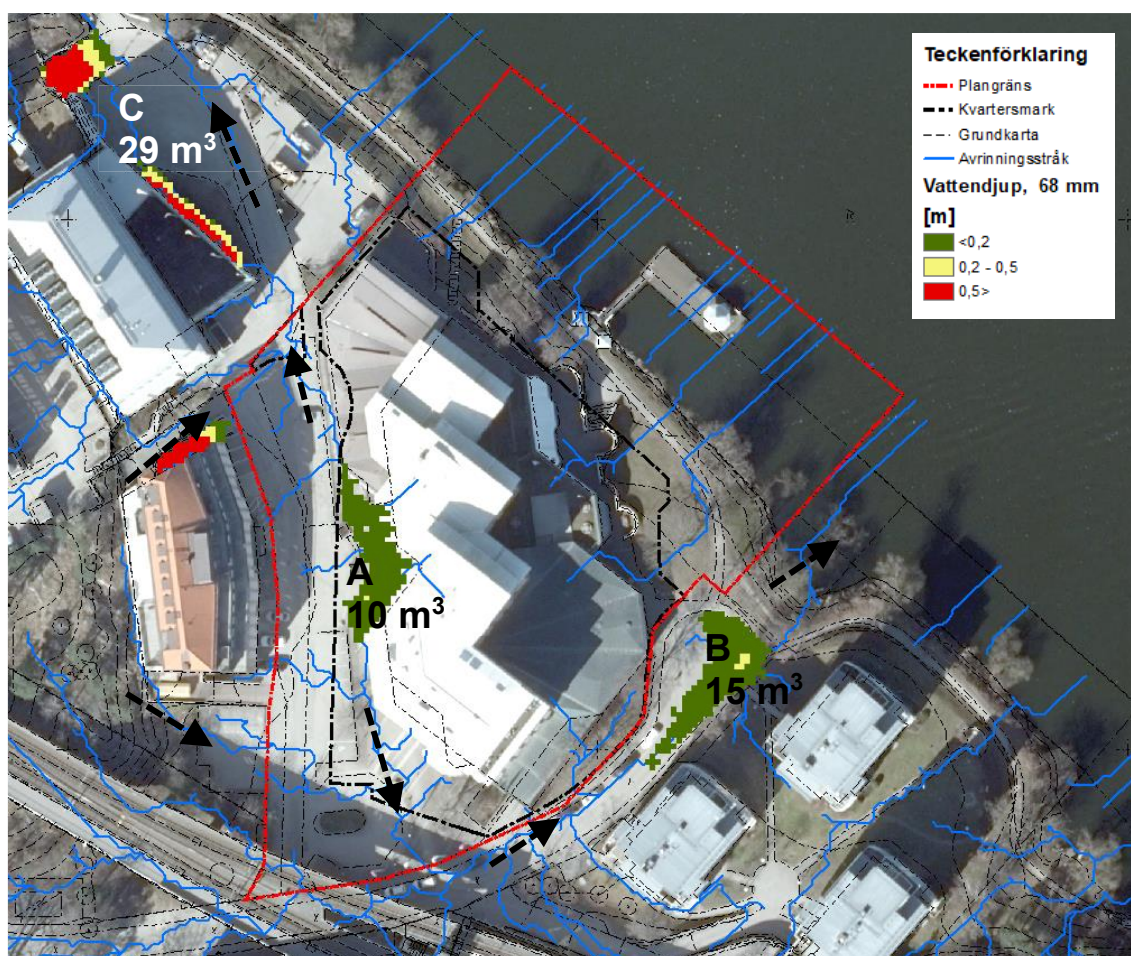 Teckenförklaring
Plangräns
Kvartersmark
Grundkarta
Avrinningsstråk
Vattendjup, 68 mm
[m]
<0,2
0,2 - 0,5
0,5>
C
29 m³
A
10 m³
B
15 m³